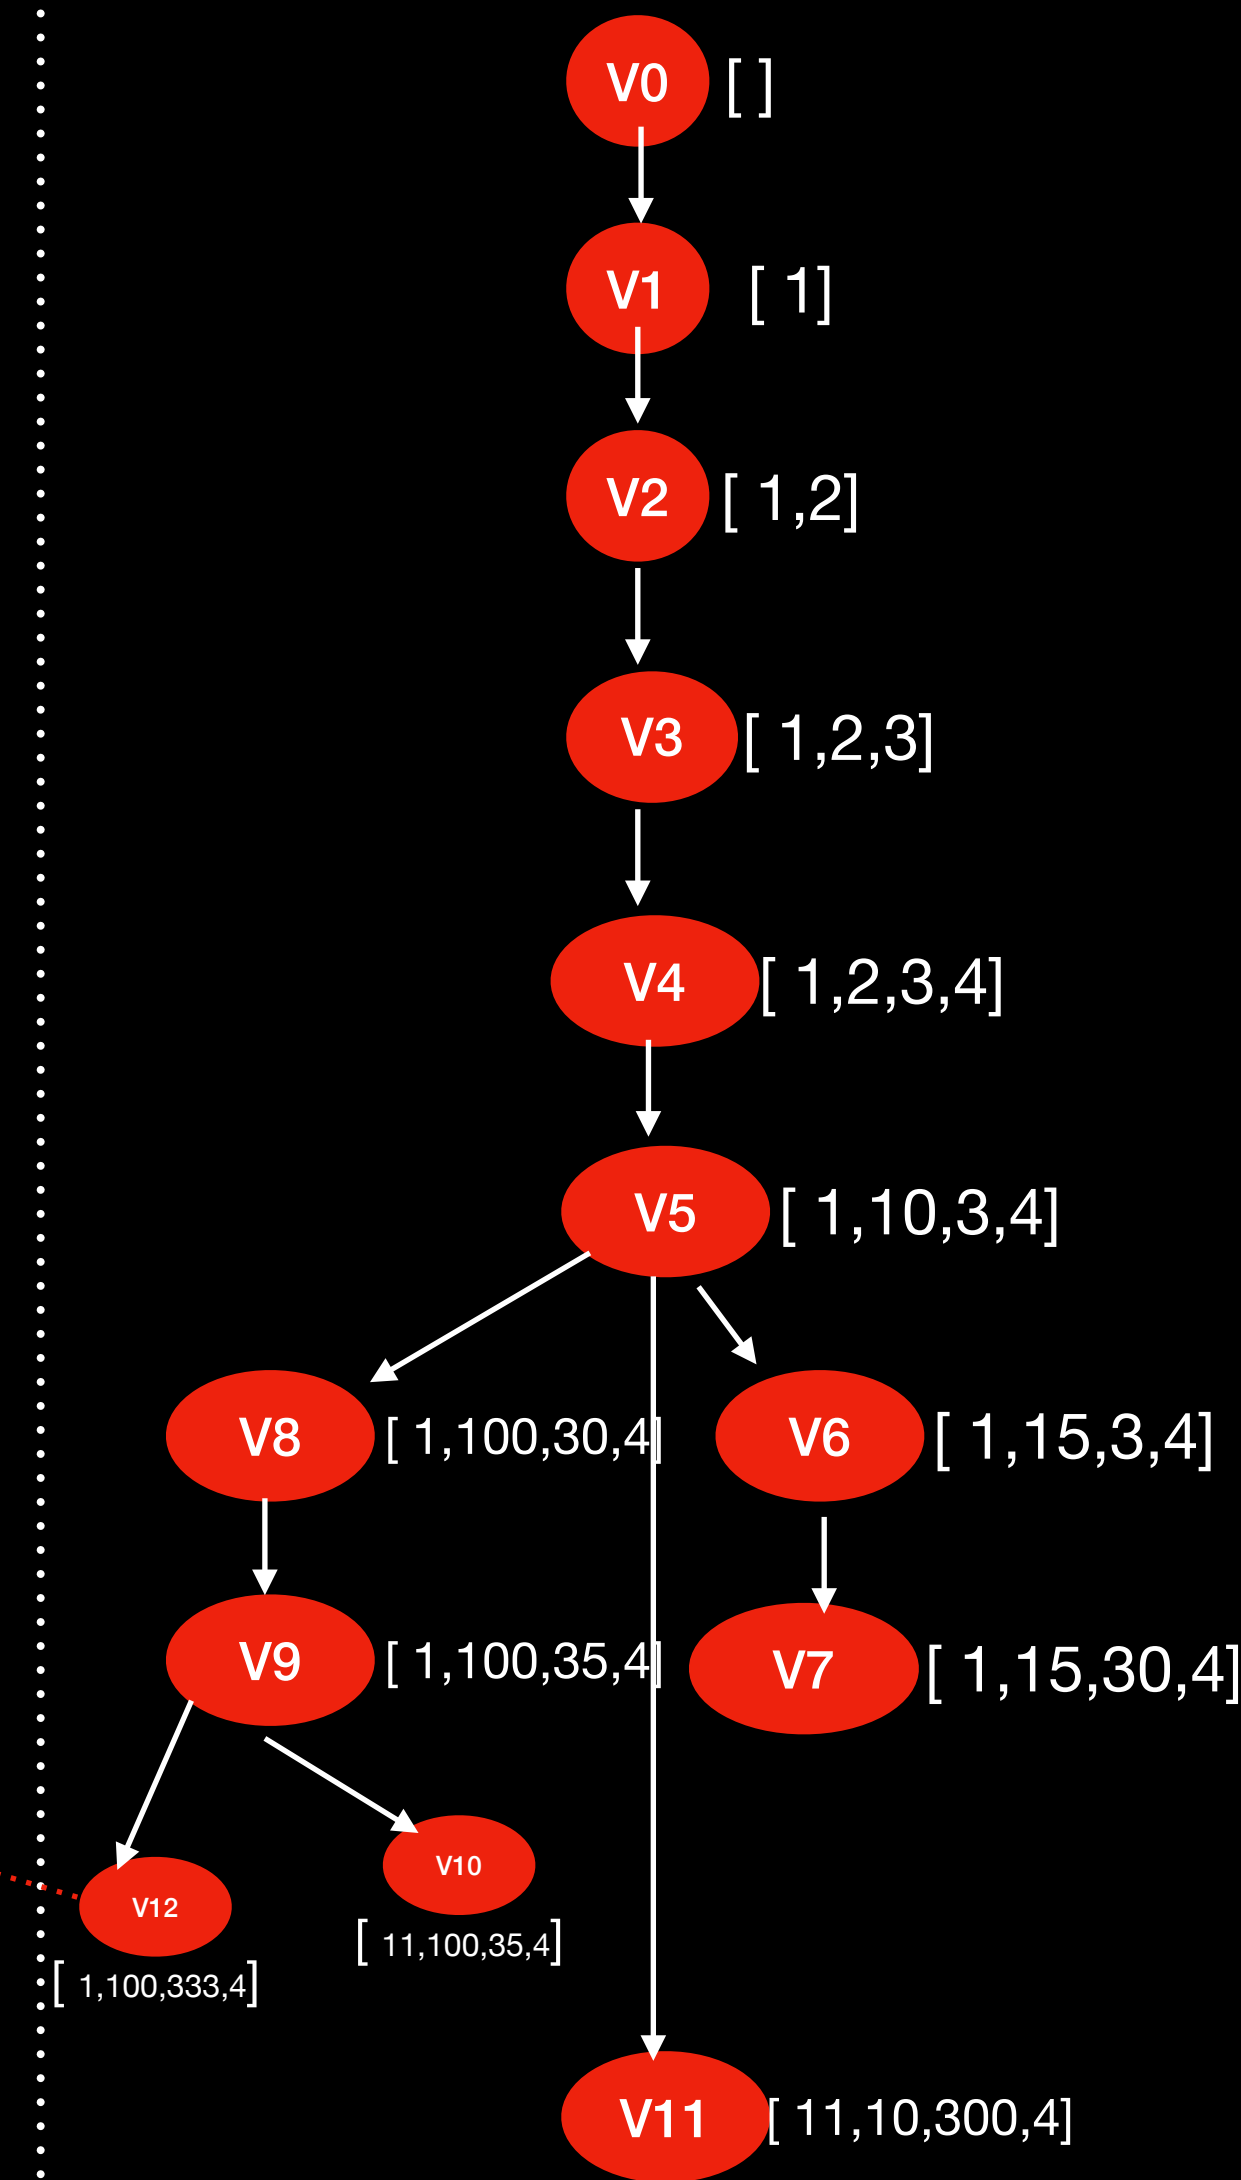 V0 [ ]
V1 [ 1]
V2 [ 1,2]
V3 [ 1,2,3]
V4 [ 1,2,3,4]
V5 [ 1,10,3,4]
V8 [ 1,100,30,4] V6 [ 1,15,3,4]
V9 [ 1,100,35,4] V7 [ 1,15,30,4]
V10
V12
[ 11,100,35,4]
[ 1,100,333,4]
V11 [ 11,10,300,4]